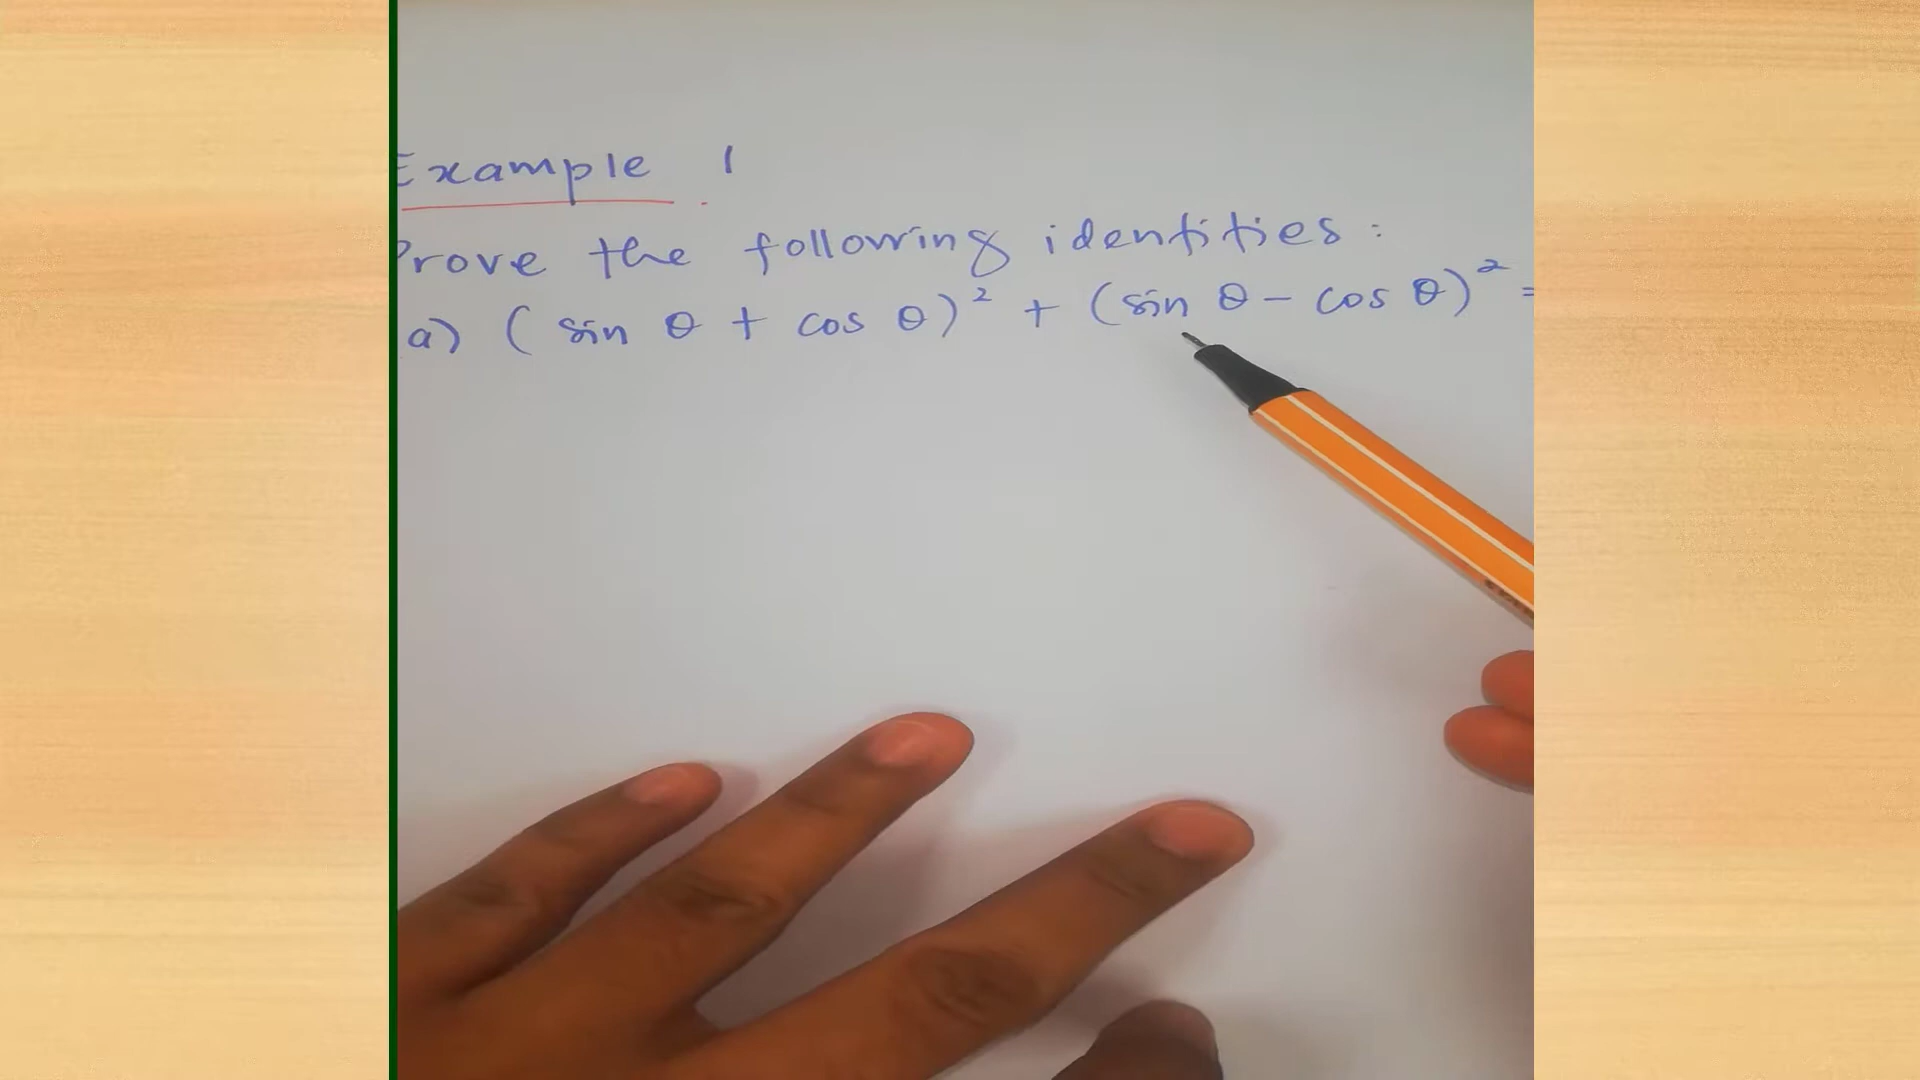 Example 1
Prove the following identities :
a) ( sin θ + cos θ)² + (sin θ - cos θ)² =